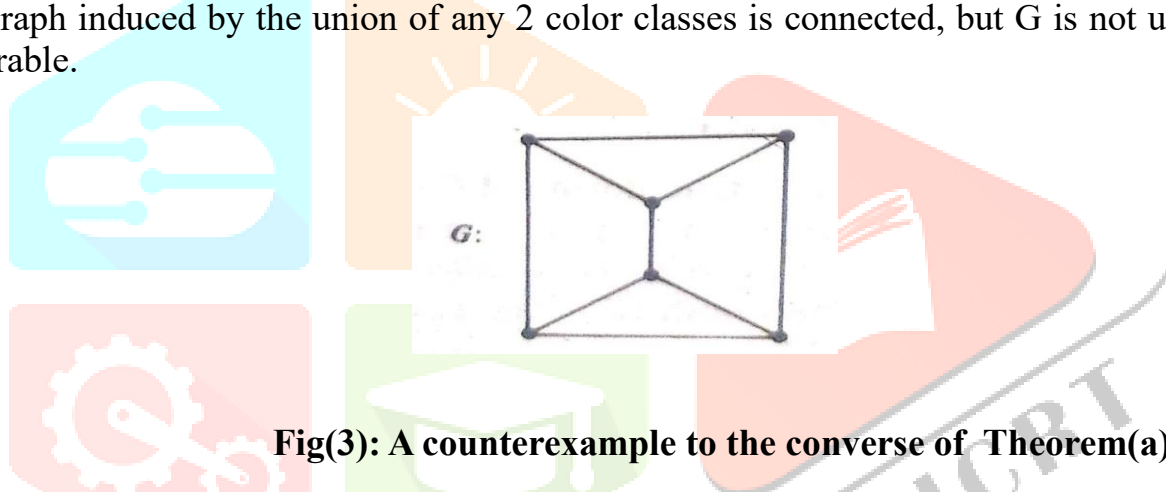 raph induced by the union of any 2 color classes is connected, but G is not u
rable.
G:
Fig(3): A counterexample to the converse of Theorem(a)
IJCRT